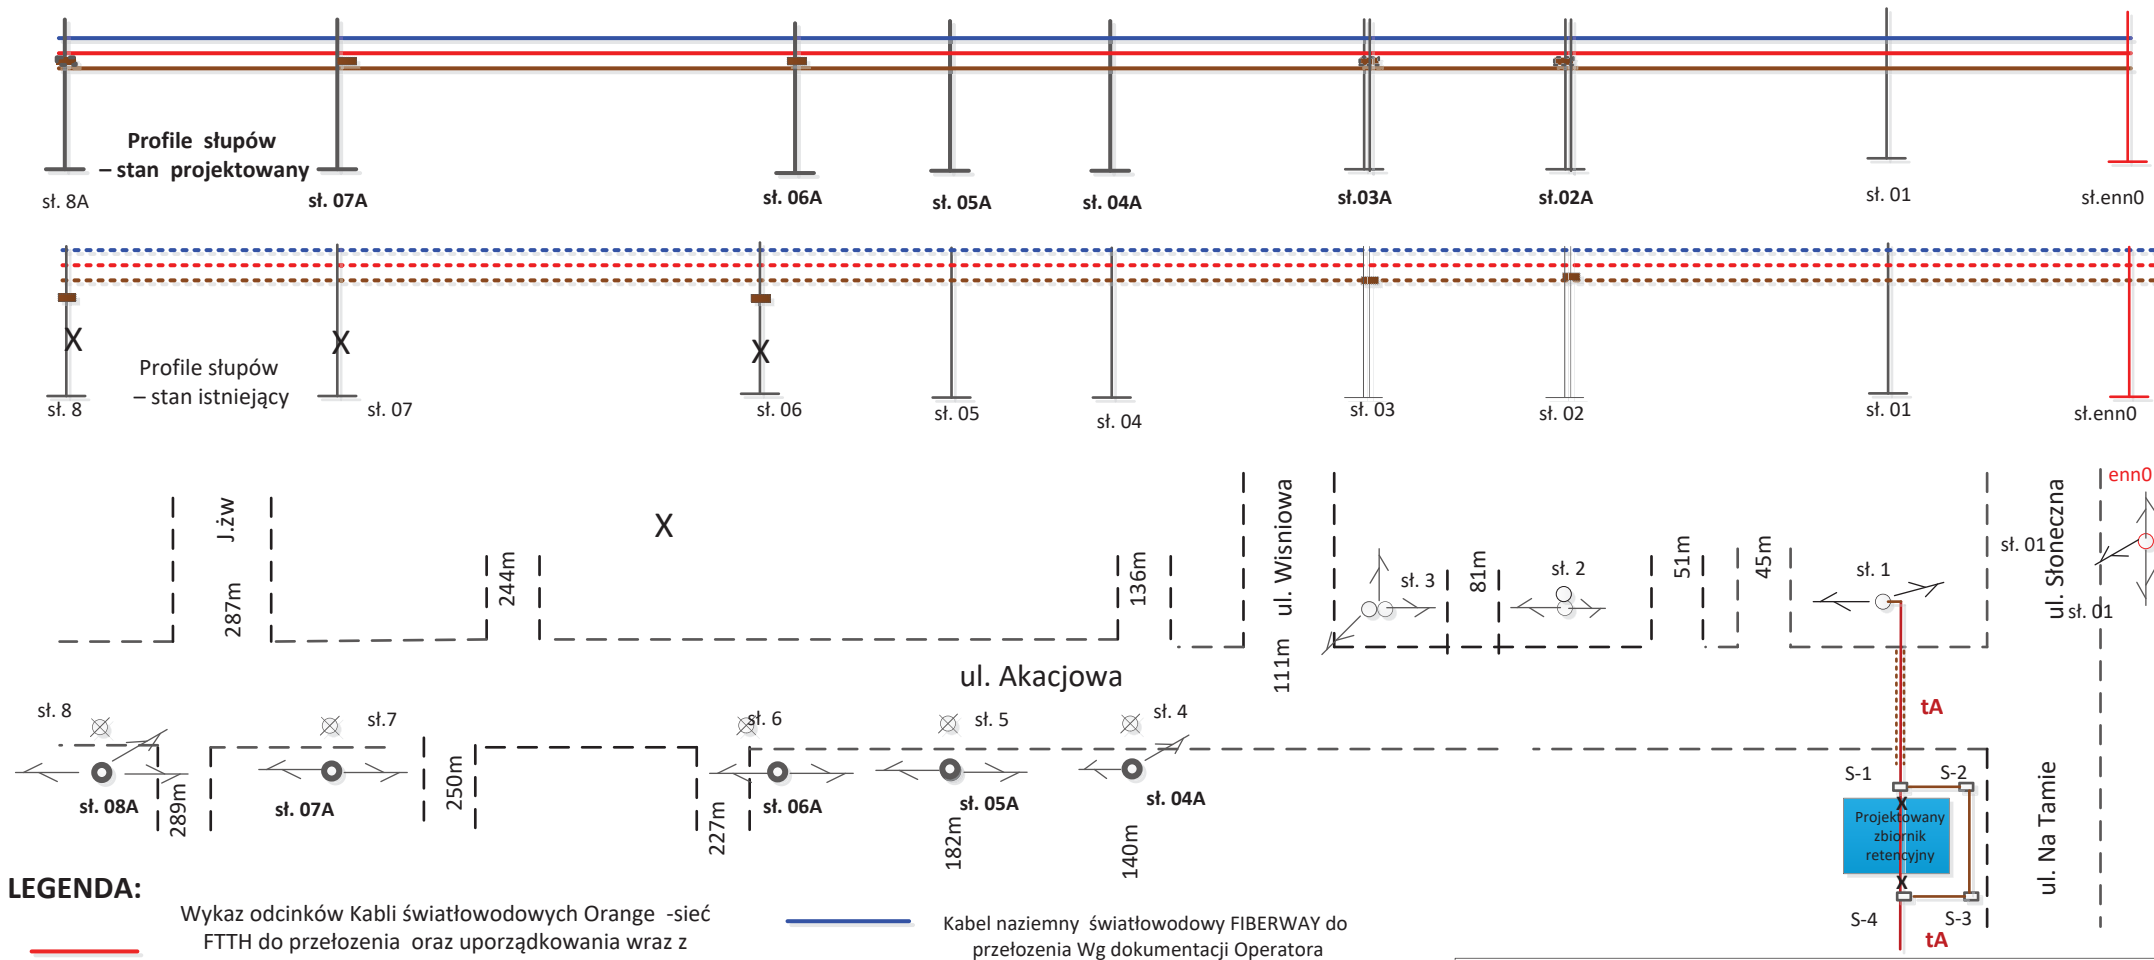 Profile słupów
– stan projektowany
sł. 8A
sł. 07A
sł. 06A
sł. 05A
sł. 04A
sł.03A
sł.02A
sł. 01
sł.enn0
Profile słupów
– stan istniejący
X
X
X
sł. 8
sł. 07
sł. 06
sł. 05
sł. 04
sł. 03
sł. 02
sł. 01
sł.enn0
J.żw
287m
244m
X
136m
ul. Wisniowa
111m
sł. 3
81m
sł. 2
51m
45m
sł. 1
sł. 01
ul. Słoneczna
sł. 01
enn0
ul. Akacjowa
sł. 8
sł.7
sł. 6
sł. 5
sł. 4
tA
sł. 08A
289m
sł. 07A
250m
227m
sł. 06A
sł. 05A
182m
sł. 04A
140m
S-1
S-2
X
Projektowany
zbiornik
retencyjny
X
S-4
S-3
tA
ul. Na Tamie
LEGENDA:
Wykaz odcinków Kabli światłowodowych Orange -sieć
FTTH do przełozenia oraz uporządkowania wraz z
Kabel naziemny światłowodowy FIBERWAY do
przełozenia Wg dokumentacji Operatora